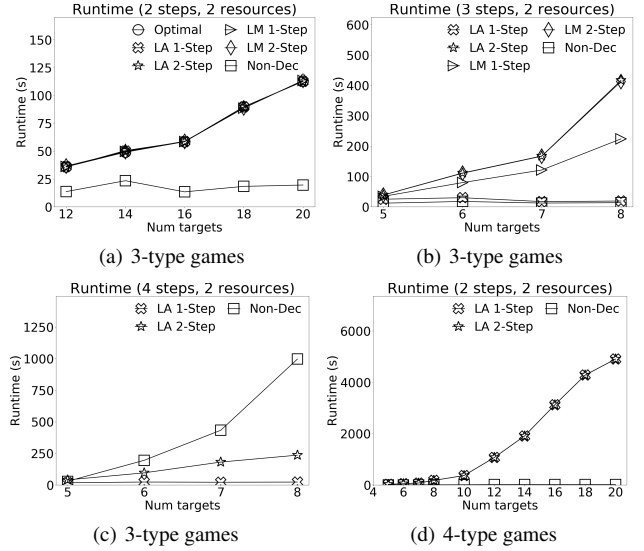 Runtime (2 steps, 2 resources)
Optimal
LA 1-Step
LA 2-Step
LM 1-Step
LM 2-Step
Non-Dec
Runtime (s)
150
125
100
75
50
25
0
12 14 16 18 20
Num targets
(a) 3-type games
Runtime (3 steps, 2 resources)
LA 1-Step
LA 2-Step
LM 1-Step
LM 2-Step
Non-Dec
Runtime (s)
600
500
400
300
200
100
0
5 6 7 8
Num targets
(b) 3-type games
Runtime (4 steps, 2 resources)
LA 1-Step
LA 2-Step
Non-Dec
Runtime (s)
1250
1000
750
500
250
0
5 6 7 8
Num targets
(c) 3-type games
Runtime (2 steps, 2 resources)
LA 1-Step
LA 2-Step
Non-Dec
Runtime (s)
6000
4000
2000
0
4 6 8 10 12 14 16 18 20
Num targets
(d) 4-type games